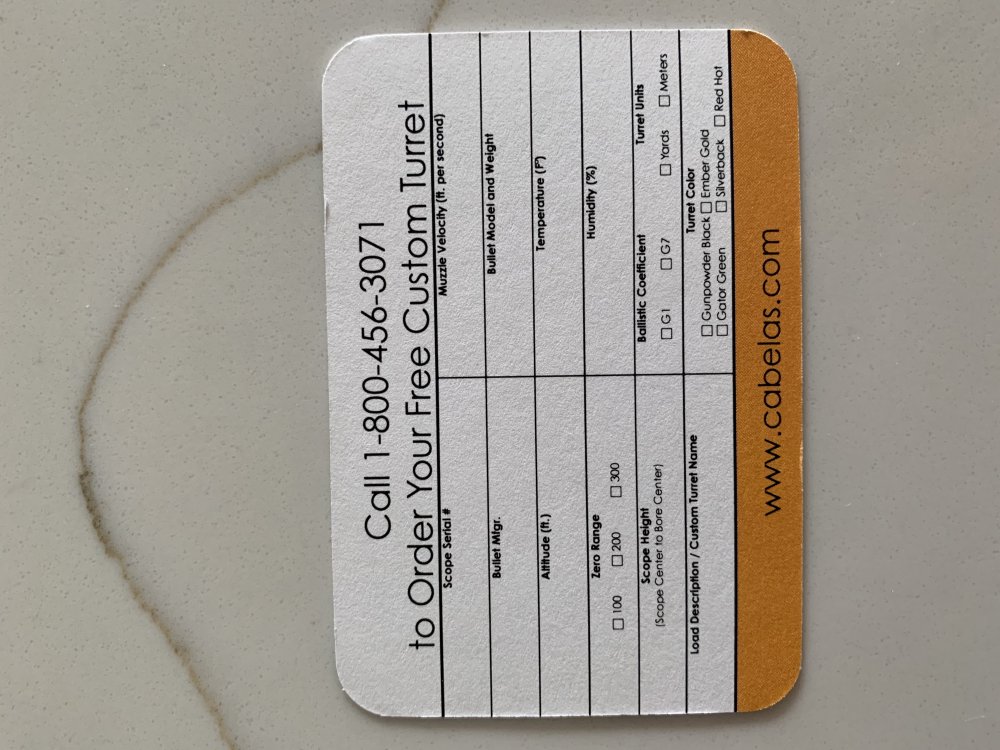 Call 1-800-456-3071
to Order Your Free Custom Turret
Scope Serial #
Muzzle Velocity (ft. per second)
Bullet Mfgr.
Bullet Model and Weight
Altitude (ft.)
Temperature (F°)
Zero Range
☐ 100 ☐ 200 ☐ 300
Humidity (%)
Scope Height
(Scope Center to Bore Center)
Ballistic Coefficient
☐ G1 ☐ G7
Turret Units
☐ Yards ☐ Meters
Load Description / Custom Turret Name
Turret Color
☐ Gunpowder Black ☐ Ember Gold
☐ Gator Green ☐ Silverback ☐ Red Hot
www.cabelas.com